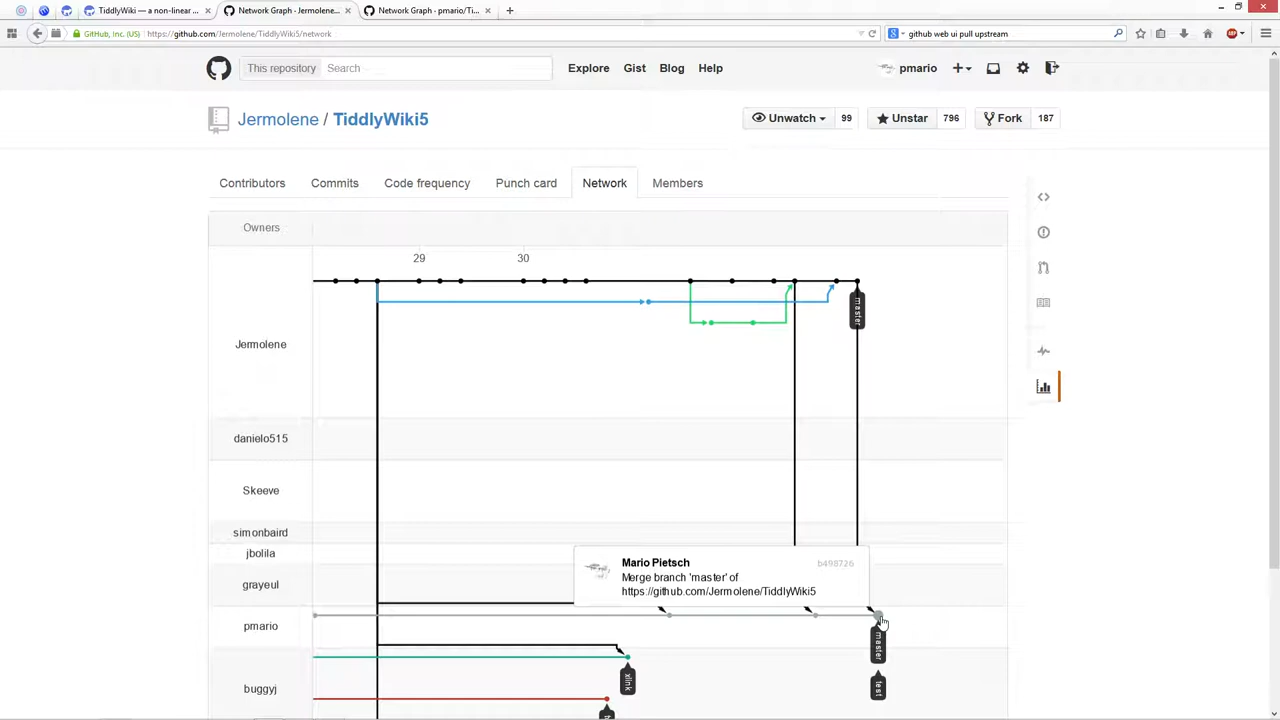 TiddlyWiki — a non-linear ...
Network Graph · Jermolene...
Network Graph · pmario/Ti...
GitHub, Inc. (US)
https://github.com/Jermolene/TiddlyWiki5/network
github web ui pull upstream
This repository
Search
Explore
Gist
Blog
Help
pmario
Jermolene / TiddlyWiki5
Unwatch
99
Unstar
796
Fork
187
Contributors
Commits
Code frequency
Punch card
Network
Members
Owners
29
30
Jermolene
master
danielo515
Skeeve
simonbaird
jbolila
grayeul
Mario Pietsch
b498726
Merge branch 'master' of
https://github.com/Jermolene/TiddlyWiki5
pmario
master
test
xlink
buggyj